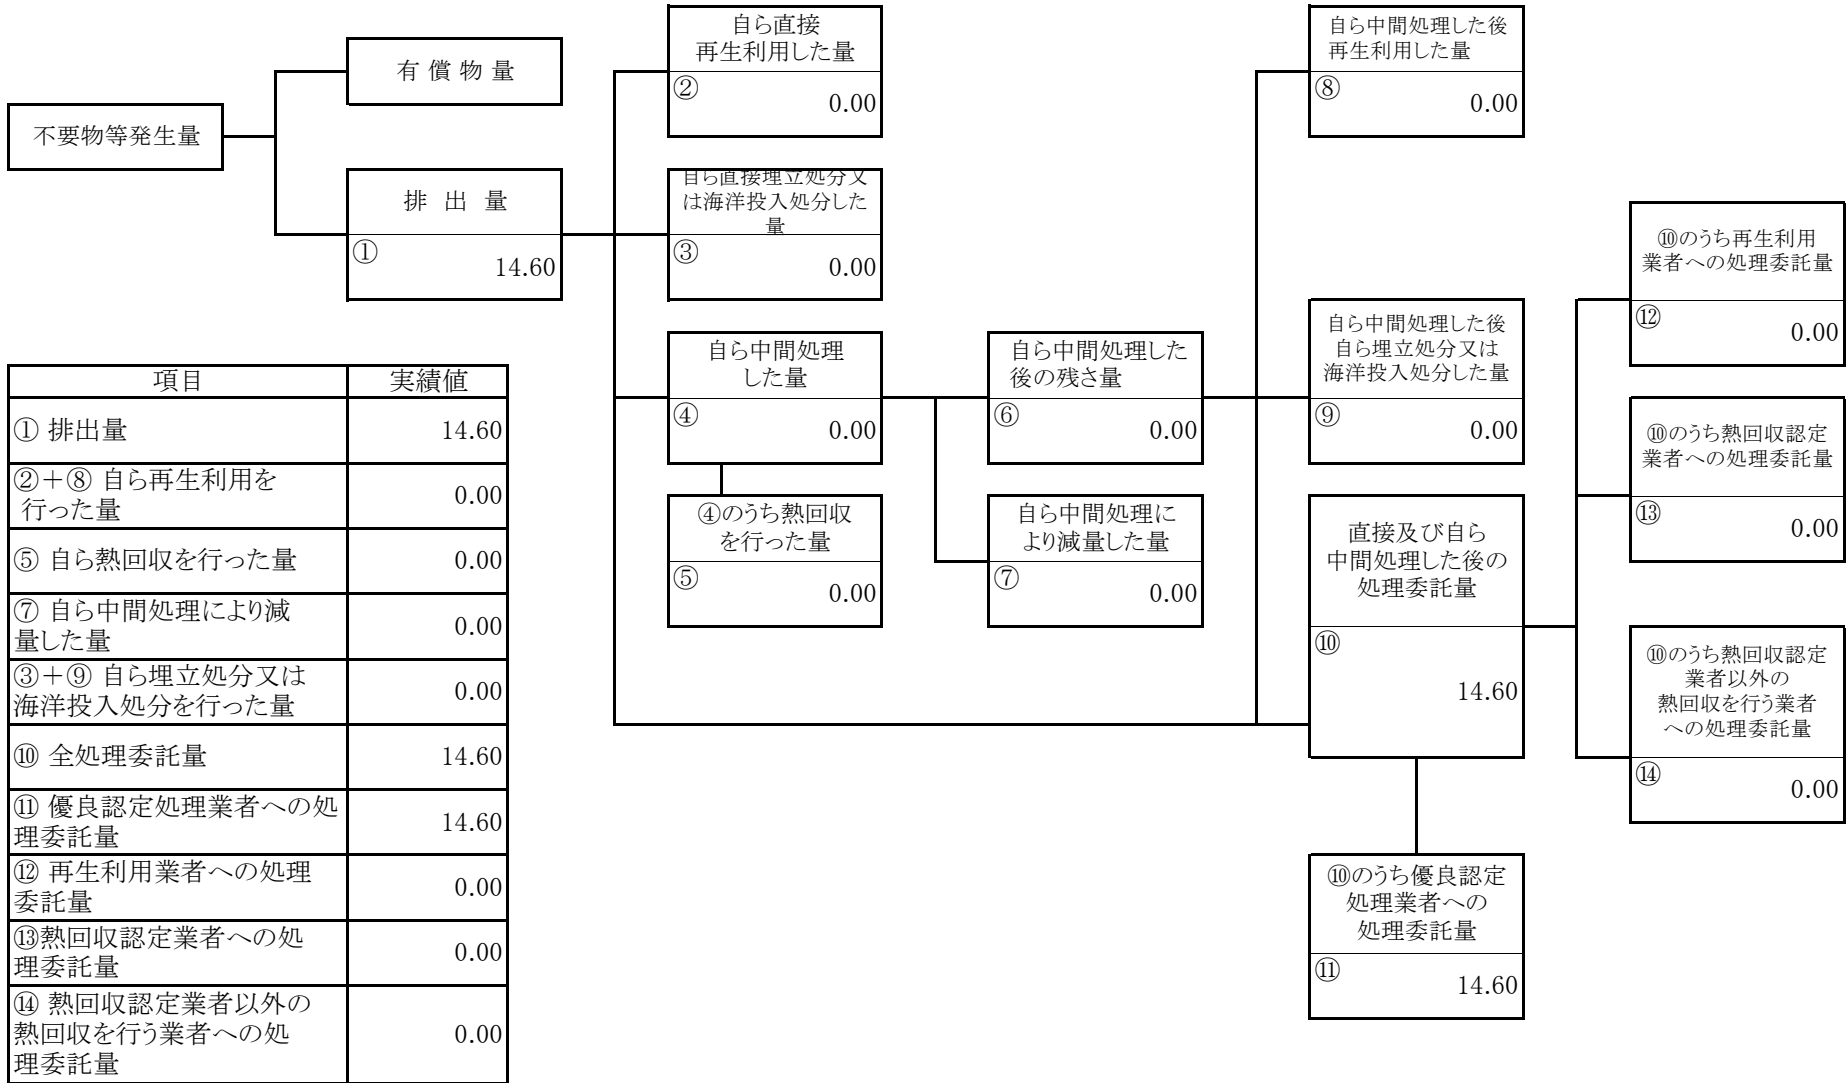 不要物等発生量
有 償 物 量
排 出 量
① 14.60
自ら直接
再生利用した量
② 0.00
自ら直接埋立処分又
は海洋投入処分した
量
③ 0.00
自ら中間処理
した量
④ 0.00
④のうち熱回収
を行った量
⑤ 0.00
自ら中間処理した
後の残さ量
⑥ 0.00
自ら中間処理に
より減量した量
⑦ 0.00
自ら中間処理した後
再生利用した量
⑧ 0.00
自ら中間処理した後
自ら埋立処分又は
海洋投入処分した量
⑨ 0.00
直接及び自ら
中間処理した後の
処理委託量
⑩
14.60
⑩のうち優良認定
処理業者への
処理委託量
⑪ 14.60
⑩のうち再生利用
業者への処理委託量
⑫ 0.00
⑩のうち熱回収認定
業者への処理委託量
⑬ 0.00
⑩のうち熱回収認定
業者以外の
熱回収を行う業者
への処理委託量
⑭ 0.00
項目 実績値
① 排出量 14.60
②+⑧ 自ら再生利用を
行った量 0.00
⑤ 自ら熱回収を行った量 0.00
⑦ 自ら中間処理により減
量した量 0.00
③+⑨ 自ら埋立処分又は
海洋投入処分を行った量 0.00
⑩ 全処理委託量 14.60
⑪ 優良認定処理業者への処
理委託量 14.60
⑫ 再生利用業者への処理
委託量 0.00
⑬熱回収認定業者への処
理委託量 0.00
⑭ 熱回収認定業者以外の
熱回収を行う業者への処
理委託量 0.00